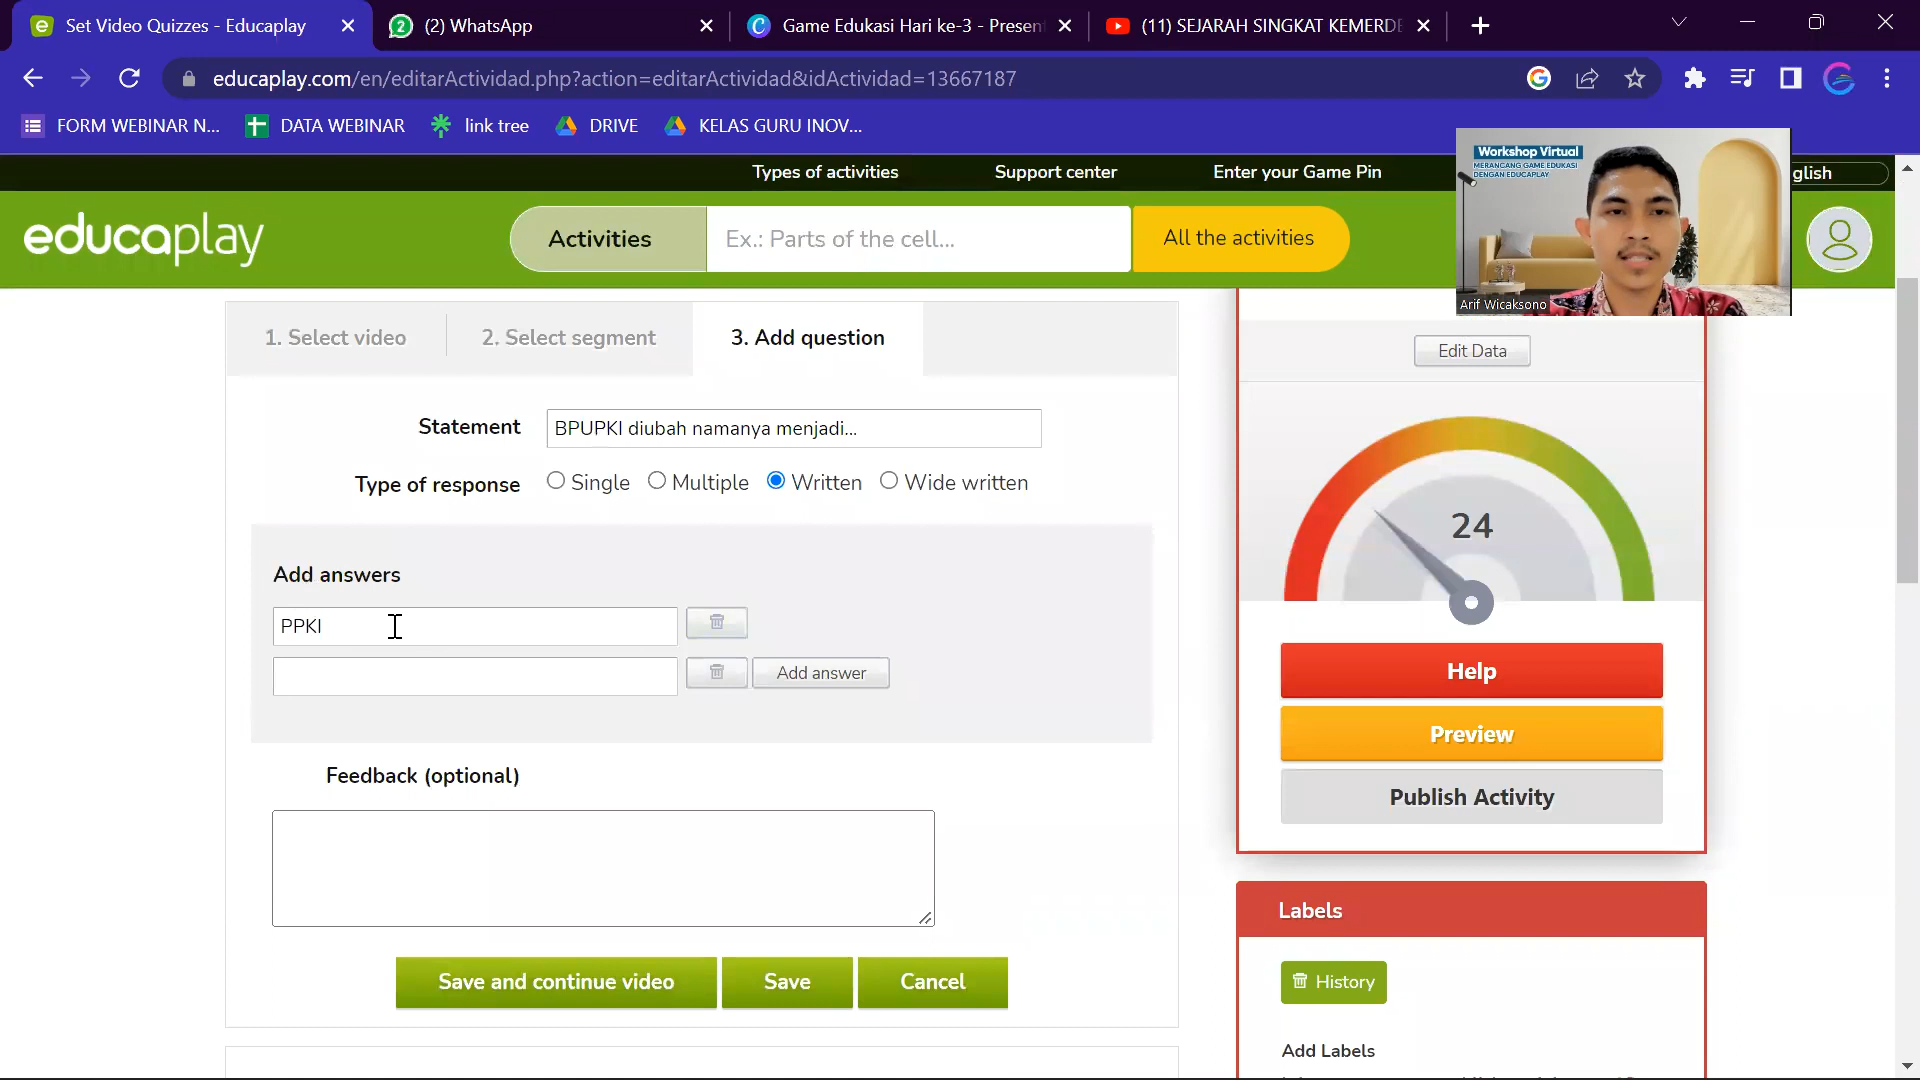 Set Video Quizzes - Educaplay
(2) WhatsApp
Game Edukasi Hari ke-3 - Presen
(11) SEJARAH SINGKAT KEMERDE
educaplay.com/en/editarActividad.php?action=editarActividad&idActividad=13667187
FORM WEBINAR N...
DATA WEBINAR
link tree
DRIVE
KELAS GURU INOV...
Types of activities
Support center
Enter your Game Pin
glish
Workshop Virtual
MERANCANG GAME EDUKASI
DENGAN EDUCAPLAY
Arif Wicaksono
educaplay
Activities
Ex.: Parts of the cell...
All the activities
1. Select video
2. Select segment
3. Add question
Edit Data
Statement
BPUPKI diubah namanya menjadi...
Type of response
Single
Multiple
Written
Wide written
24
Add answers
PPKI
Add answer
Help
Preview
Publish Activity
Feedback (optional)
Save and continue video
Save
Cancel
Labels
History
Add Labels